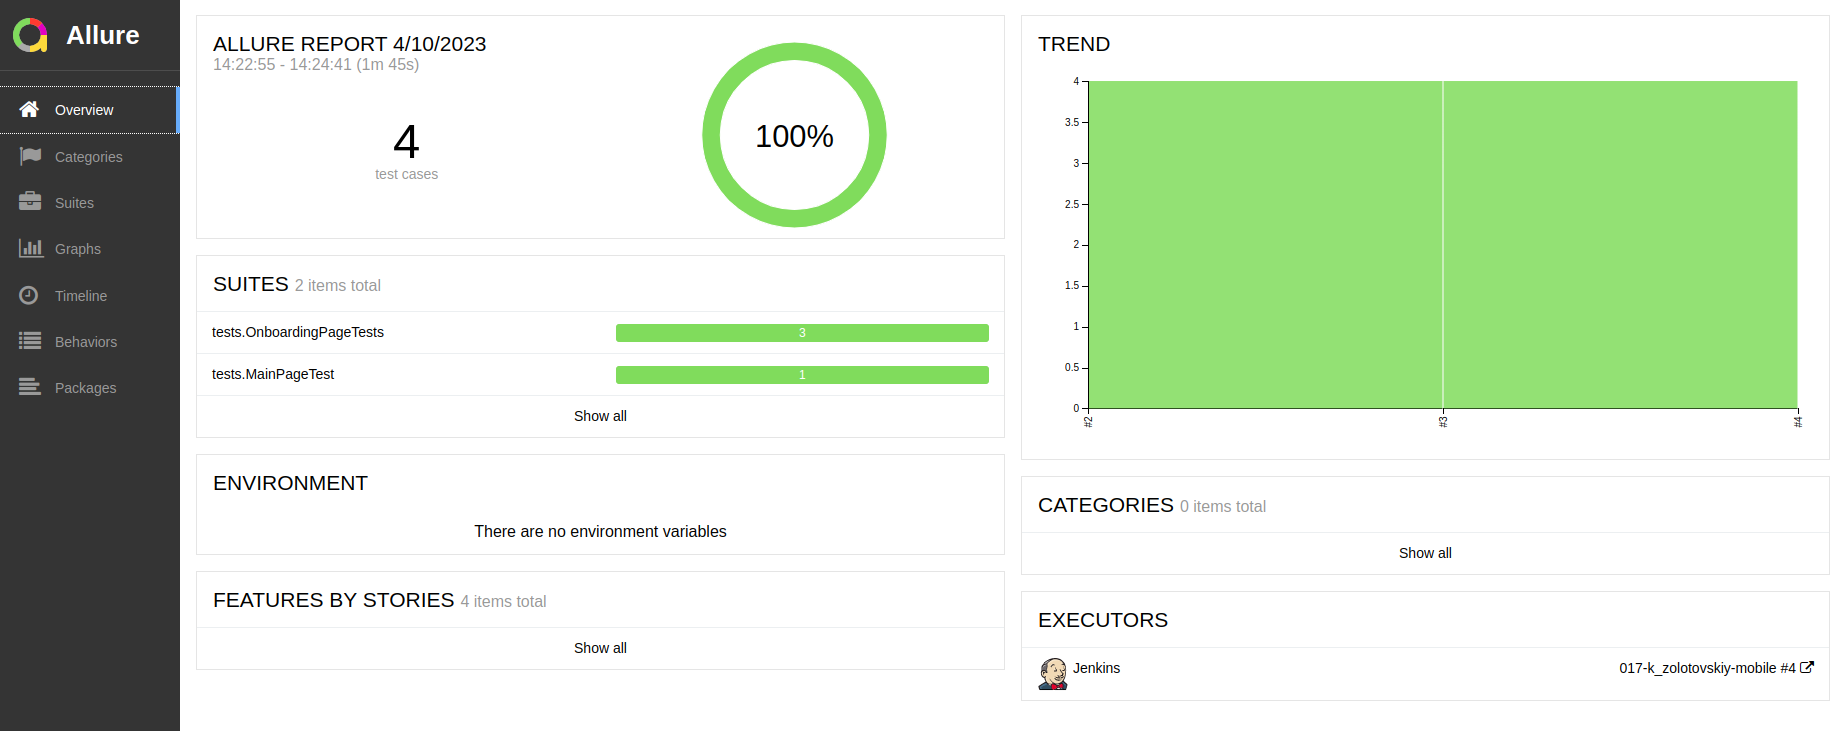 Allure
Overview
Categories
Suites
Graphs
Timeline
Behaviors
Packages
ALLURE REPORT 4/10/2023
14:22:55 - 14:24:41 (1m 45s)
4
test cases
100%
SUITES 2 items total
tests.OnboardingPageTests 3
tests.MainPageTest 1
Show all
ENVIRONMENT
There are no environment variables
FEATURES BY STORIES 4 items total
Show all
TREND
4
3.5
3
2.5
2
1.5
1
0.5
0
#2 #3 #4
CATEGORIES 0 items total
Show all
EXECUTORS
Jenkins 017-k_zolotovskiy-mobile #4